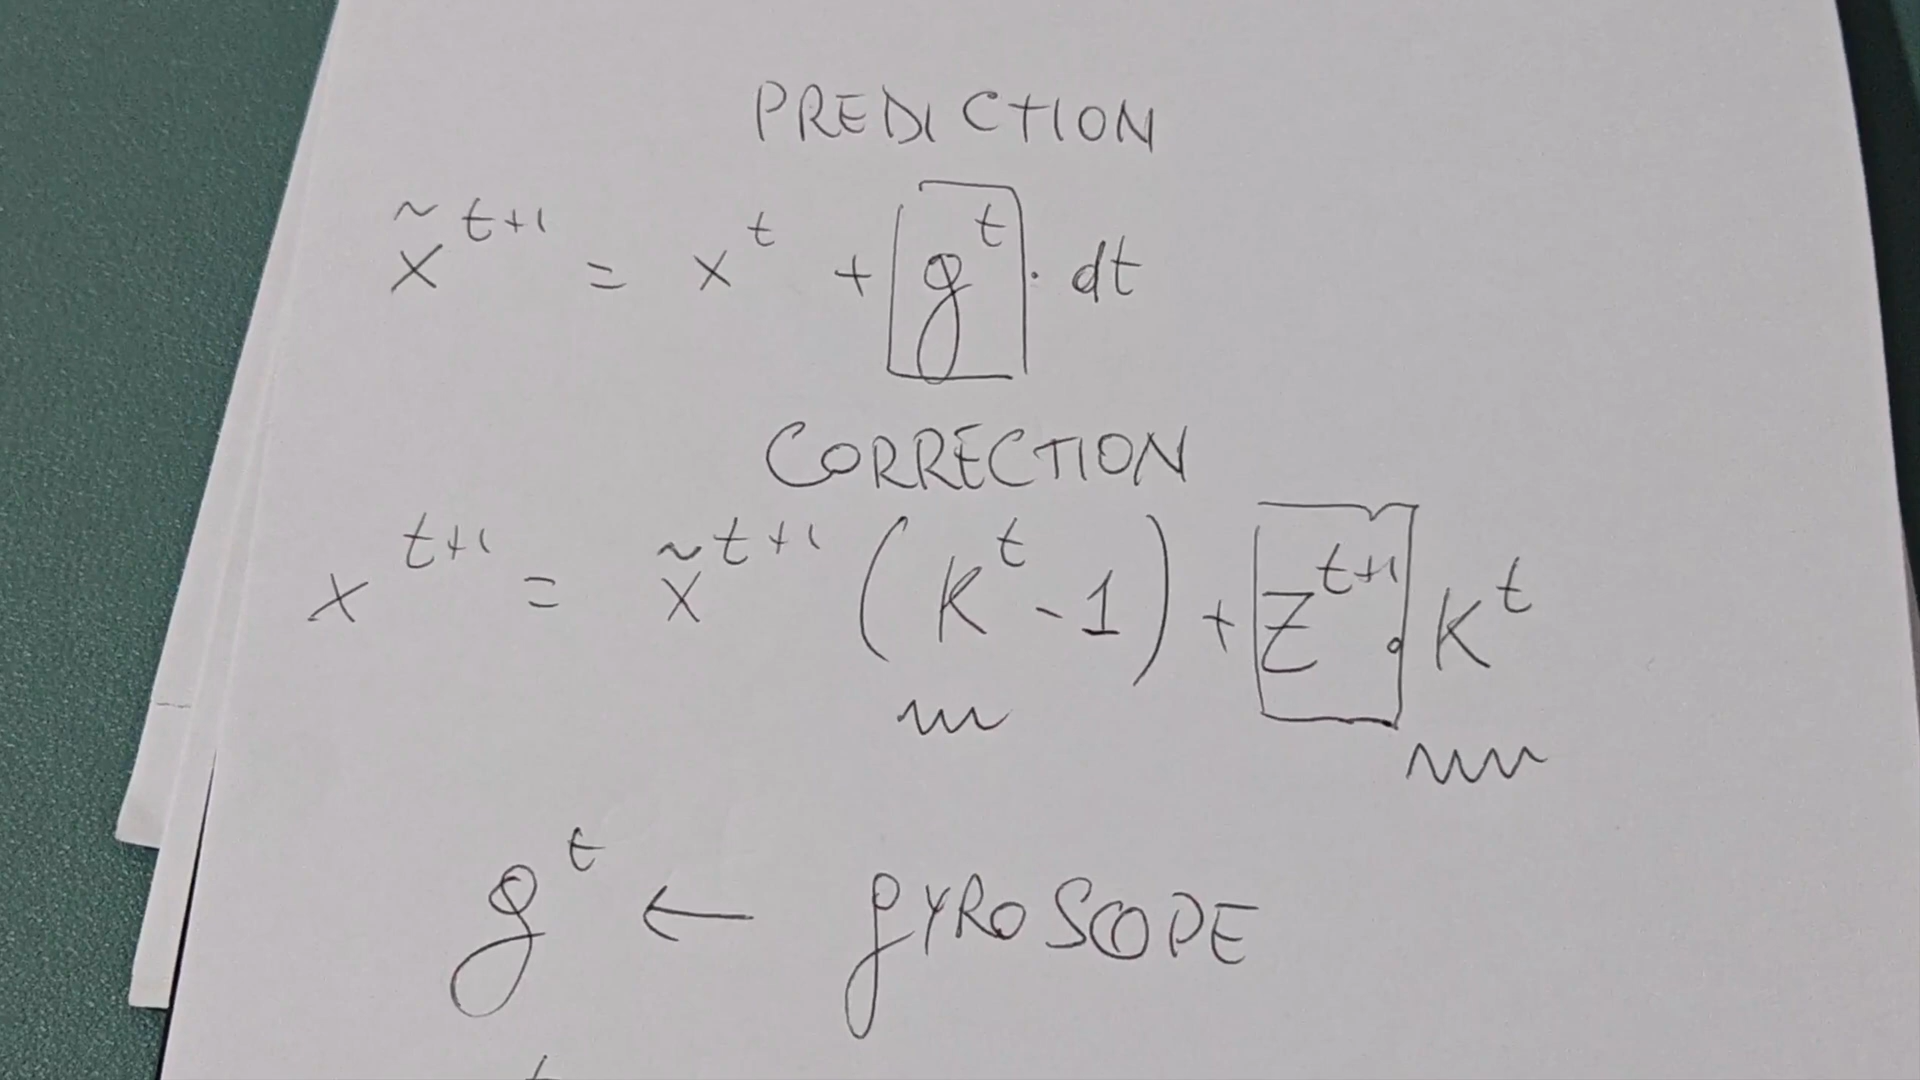 PREDICTION
x̃^{t+1} = x^t + g^t · dt
CORRECTION
x^{t+1} = x̃^{t+1} (K^t - 1) + z^{t+1} · K^t
g^t ← gYROSCOPE